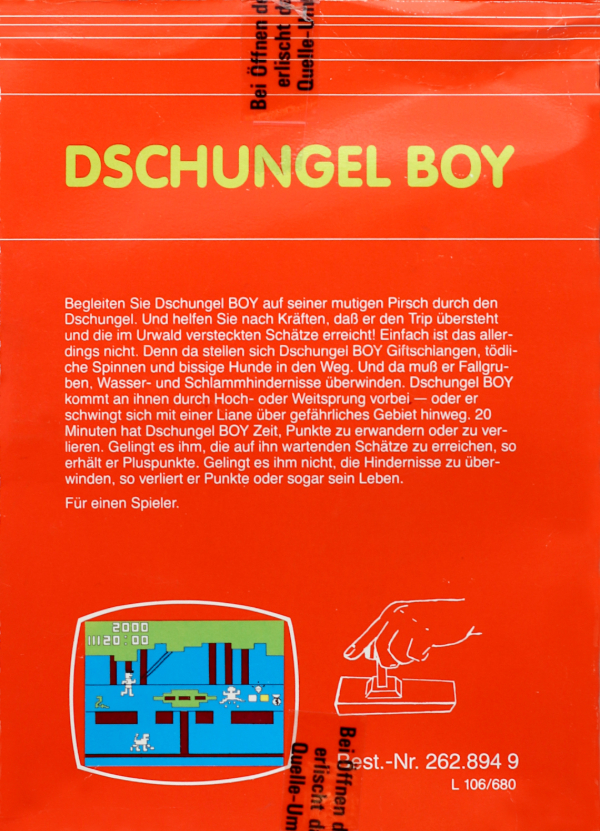 Bei Öffnen
erlischt
Quelle-Um
DSCHUNGEL BOY
Begleiten Sie Dschungel BOY auf seiner mutigen Pirsch durch den
Dschungel. Und helfen Sie nach Kräften, daß er den Trip übersteht
und die im Urwald versteckten Schätze erreicht! Einfach ist das aller-
dings nicht. Denn da stellen sich Dschungel BOY Giftschlangen, tödli-
che Spinnen und bissige Hunde in den Weg. Und da muß er Fallgru-
ben, Wasser- und Schlammhindernisse überwinden. Dschungel BOY
kommt an ihnen durch Hoch- oder Weitsprung vorbei — oder er
schwingt sich mit einer Liane über gefährliches Gebiet hinweg. 20
Minuten hat Dschungel BOY Zeit, Punkte zu erwandern oder zu ver-
lieren. Gelingt es ihm, die auf ihn wartenden Schätze zu erreichen, so
erhält er Pluspunkte. Gelingt es ihm nicht, die Hindernisse zu über-
winden, so verliert er Punkte oder sogar sein Leben.
Für einen Spieler.
2000
20:00
Bei Öffnen
erlischt
Quelle-Um
Best.-Nr. 262.894 9
L 106/680